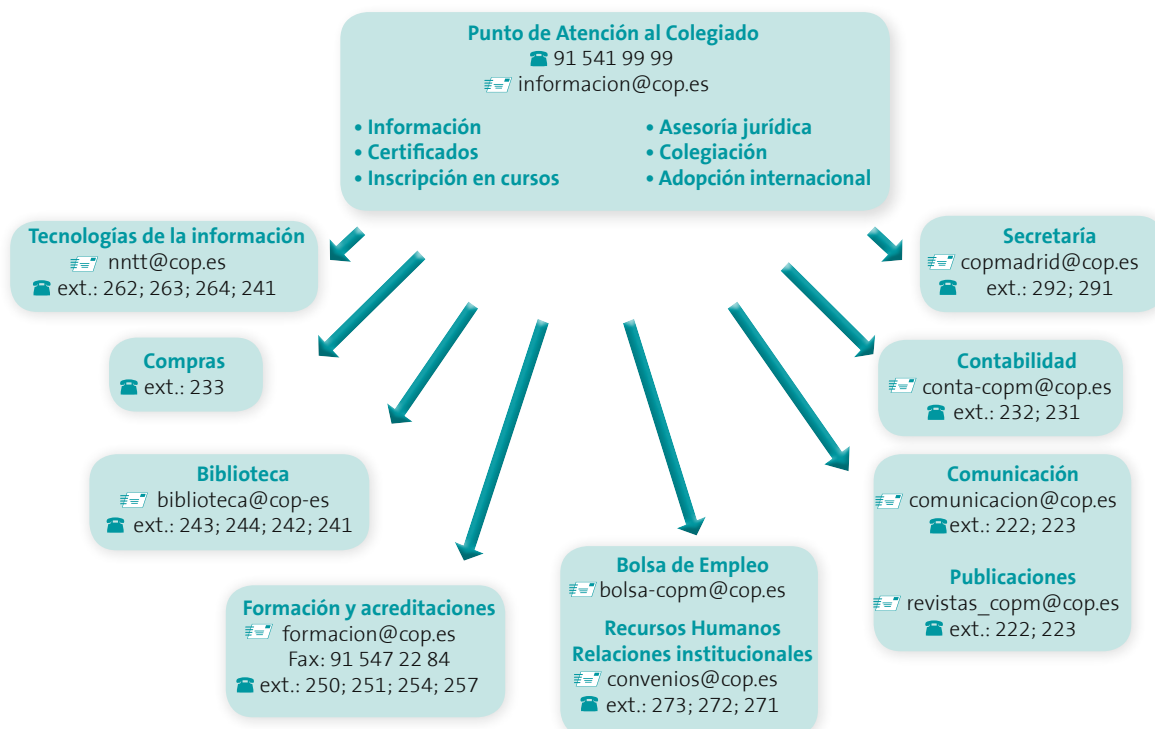 Punto de Atención al Colegiado
91 541 99 99
informacion@cop.es
• Información
• Certificados
• Inscripción en cursos
• Asesoría jurídica
• Colegiación
• Adopción internacional
Tecnologías de la información
nntt@cop.es
ext.: 262; 263; 264; 241
Secretaría
copmadrid@cop.es
ext.: 292; 291
Compras
ext.: 233
Contabilidad
conta-copm@cop.es
ext.: 232; 231
Biblioteca
biblioteca@cop-es
ext.: 243; 244; 242; 241
Comunicación
comunicacion@cop.es
ext.: 222; 223
Publicaciones
revistas_copm@cop.es
ext.: 222; 223
Formación y acreditaciones
formacion@cop.es
Fax: 91 547 22 84
ext.: 250; 251; 254; 257
Bolsa de Empleo
bolsa-copm@cop.es
Recursos Humanos
Relaciones institucionales
convenios@cop.es
ext.: 273; 272; 271